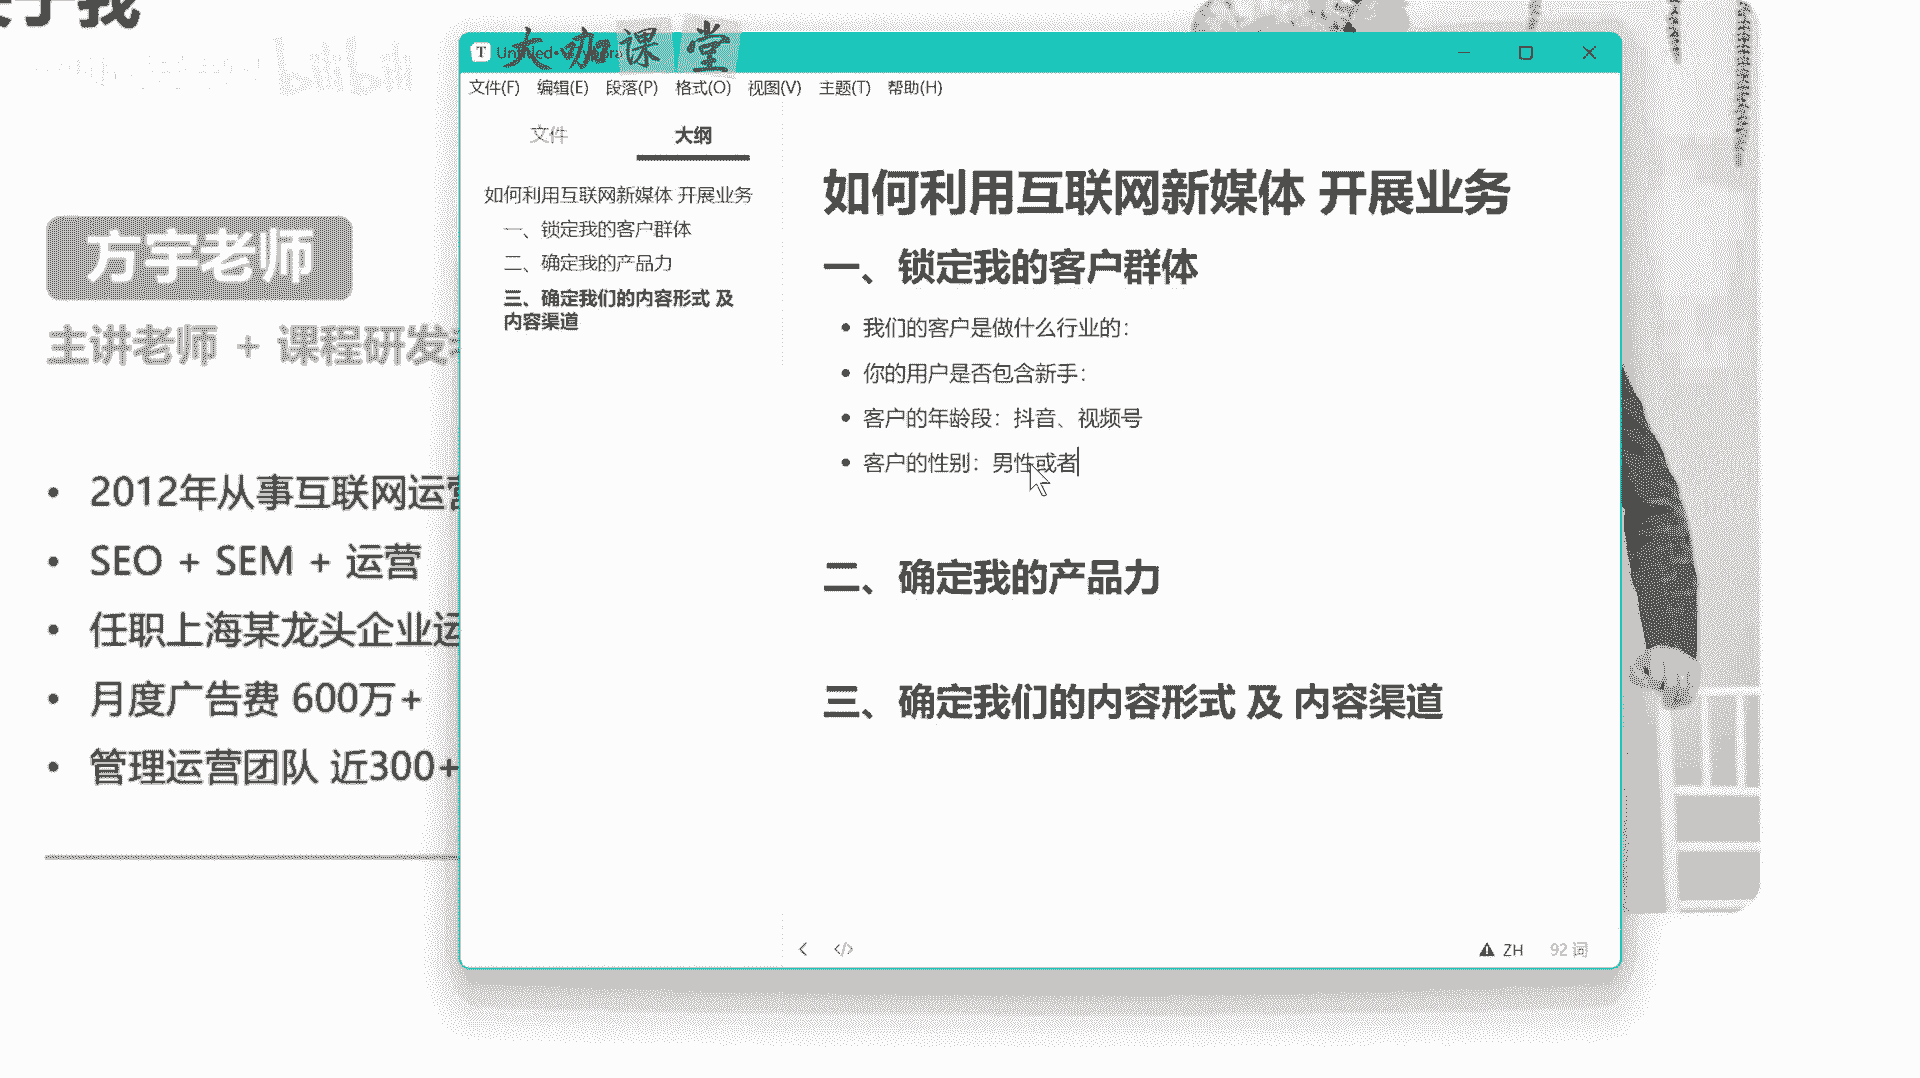 于我
bilibili
方宇老师
主讲老师 + 课程研发
• 2012年从事互联网运营
• SEO + SEM + 运营
• 任职上海某龙头企业运
• 月度广告费 600万+
• 管理运营团队 近300+
大咖课堂
文件(F) 编辑(E) 段落(P) 格式(O) 视图(V) 主题(T) 帮助(H)
文件 大纲
如何利用互联网新媒体 开展业务
一、锁定我的客户群体
二、确定我的产品力
三、确定我们的内容形式 及
内容渠道
如何利用互联网新媒体 开展业务
一、锁定我的客户群体
• 我们的客户是做什么行业的：
• 你的用户是否包含新手：
• 客户的年龄段：抖音、视频号
• 客户的性别：男性或者
二、确定我的产品力
三、确定我们的内容形式 及 内容渠道
ZH 92 词